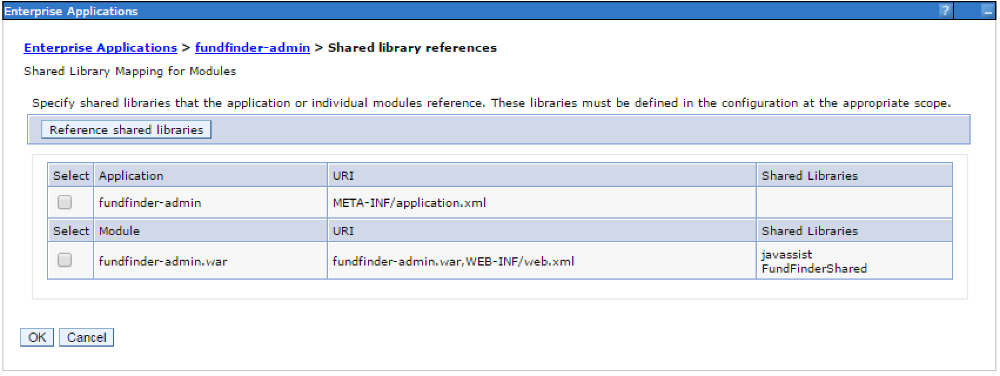 Enterprise Applications ? –
Enterprise Applications > fundfinder-admin > Shared library references
Shared Library Mapping for Modules
Specify shared libraries that the application or individual modules reference. These libraries must be defined in the configuration at the appropriate scope.
Reference shared libraries
Select Application URI Shared Libraries
fundfinder-admin META-INF/application.xml
Select Module URI Shared Libraries
fundfinder-admin.war fundfinder-admin.war,WEB-INF/web.xml javassist
FundFinderShared
OK Cancel